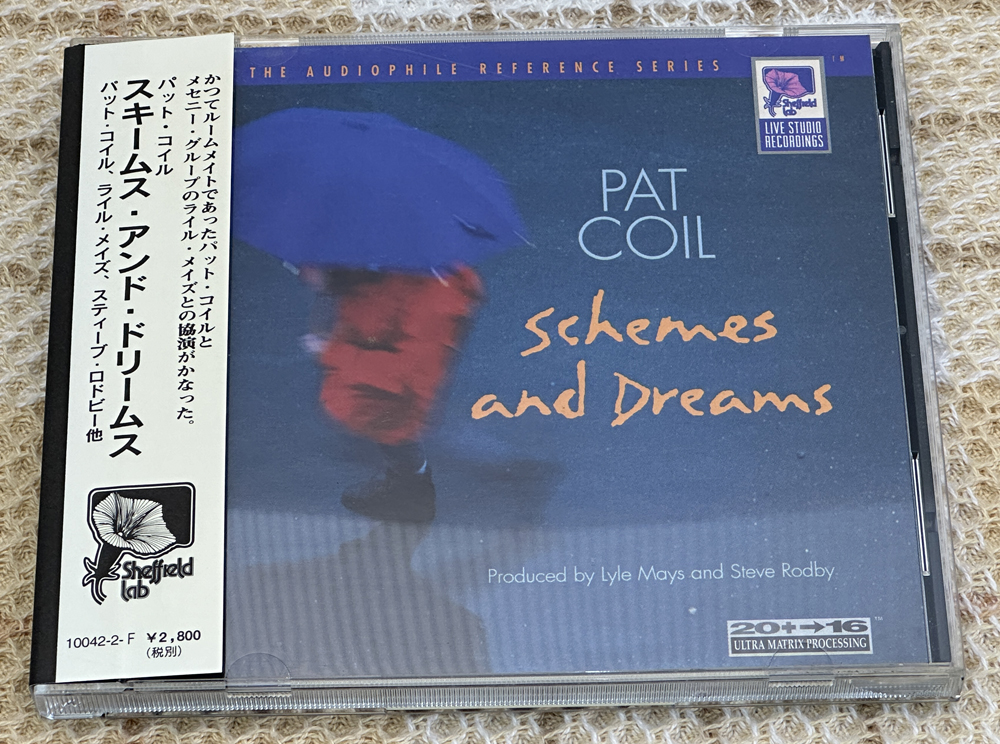 かつてルームメイトであったパット・コイルと
メセニー・グループのライル・メイズとの協演がかなった。
パット・コイル
スキームス・アンド・ドリームス
パット・コイル、ライル・メイズ、スティーブ・ロドビー他
Sheffield
lab
10042-2-F ¥2,800
(税別)
THE AUDIOPHILE REFERENCE SERIES TM
Sheffield
lab
LIVE STUDIO
RECORDINGS
PAT
COIL
schemes
and Dreams
Produced by Lyle Mays and Steve Rodby
20+→16 TM
ULTRA MATRIX PROCESSING